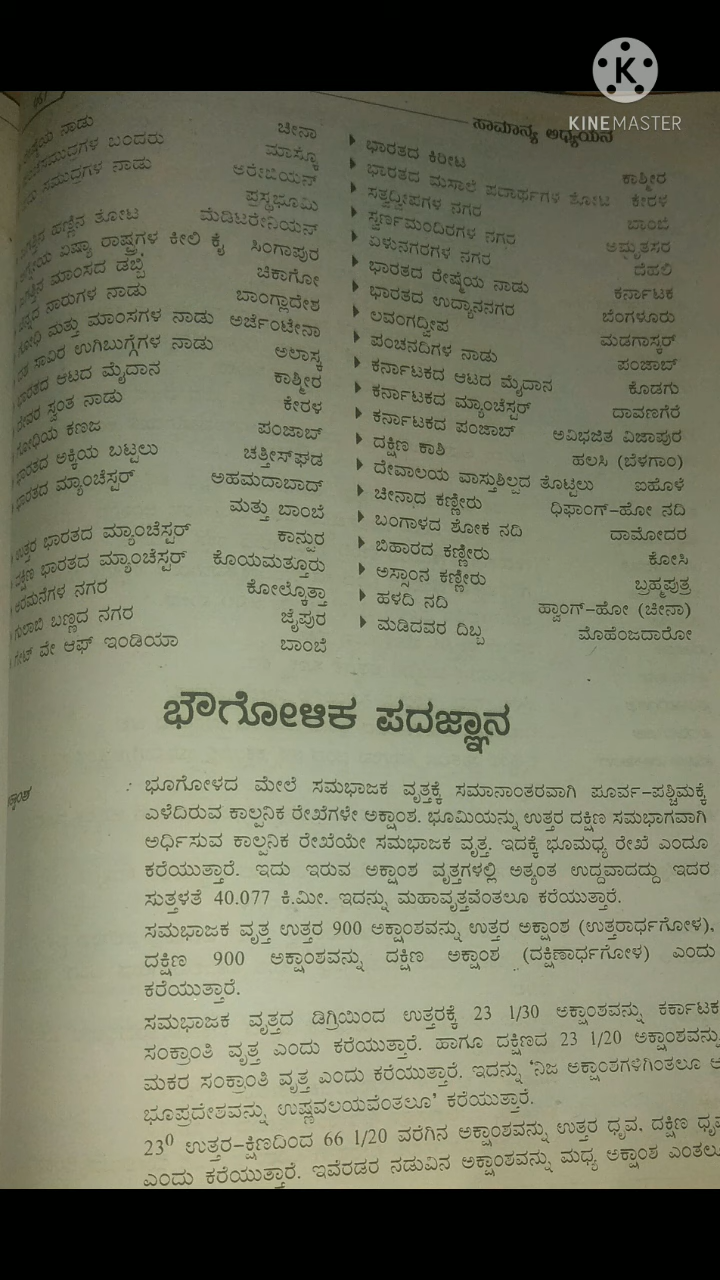 KINEMASTER
ಸಾಮಾನ್ಯ ಅಧ್ಯಯನ
ನಾಡು ಚೀನಾ
ಬಂದರು ಮಾಸ್ಕೊ
ಸಮುದ್ರಗಳ ನಾಡು ಅರೇಬಿಯನ್
ಪ್ರಸ್ಥಭೂಮಿ
ಹಣ್ಣಿನ ತೋಟ ಮೆಡಿಟರೇನಿಯನ್
ಏಷ್ಯಾ ರಾಷ್ಟ್ರಗಳ ಕೀಲಿ ಕೈ ಸಿಂಗಾಪುರ
ಮಾಂಸದ ಡಬ್ಬಿ ಚಿಕಾಗೋ
ನಾರುಗಳ ನಾಡು ಬಾಂಗ್ಲಾದೇಶ
ಗೋಧಿ ಮತ್ತು ಮಾಂಸಗಳ ನಾಡು ಅರ್ಜೆಂಟೀನಾ
ಸಾವಿರ ಉಗಿಬುಗ್ಗೆಗಳ ನಾಡು ಅಲಾಸ್ಕ
ಭಾರತದ ಆಟದ ಮೈದಾನ ಕಾಶ್ಮೀರ
ದೇವರ ಸ್ವಂತ ನಾಡು ಕೇರಳ
ಗೋಧಿಯ ಕಣಜ ಪಂಜಾಬ್
ಭಾರತದ ಅಕ್ಕಿಯ ಬಟ್ಟಲು ಚತ್ತೀಸ್‌ಘಡ
ಭಾರತದ ಮ್ಯಾಂಚೆಸ್ಟರ್ ಅಹಮದಾಬಾದ್
ಮತ್ತು ಬಾಂಬೆ
ಉತ್ತರ ಭಾರತದ ಮ್ಯಾಂಚೆಸ್ಟರ್ ಕಾನ್ಪುರ
ದಕ್ಷಿಣ ಭಾರತದ ಮ್ಯಾಂಚೆಸ್ಟರ್ ಕೊಯಮತ್ತೂರು
ಅರಮನೆಗಳ ನಗರ ಕೋಲ್ಕೊತ್ತಾ
ಗುಲಾಬಿ ಬಣ್ಣದ ನಗರ ಜೈಪುರ
ಗೇಟ್ ವೇ ಆಫ್ ಇಂಡಿಯಾ ಬಾಂಬೆ
ಭಾರತದ ಕಿರೀಟ ಕಾಶ್ಮೀರ
ಭಾರತದ ಮಸಾಲೆ ಪದಾರ್ಥಗಳ ತೋಟ ಕೇರಳ
ಸಪ್ತದ್ವೀಪಗಳ ನಗರ ಬಾಂಬೆ
ಸ್ವರ್ಣಮಂದಿರಗಳ ನಗರ ಅಮೃತಸರ
ಏಳುನಗರಗಳ ನಗರ ದೆಹಲಿ
ಭಾರತದ ರೇಷ್ಮೆಯ ನಾಡು ಕರ್ನಾಟಕ
ಭಾರತದ ಉದ್ಯಾನನಗರ ಬೆಂಗಳೂರು
ಲವಂಗದ್ವೀಪ ಮಡಗಾಸ್ಕರ್
ಪಂಚನದಿಗಳ ನಾಡು ಪಂಜಾಬ್
ಕರ್ನಾಟಕದ ಆಟದ ಮೈದಾನ ಕೊಡಗು
ಕರ್ನಾಟಕದ ಮ್ಯಾಂಚೆಸ್ಟರ್ ದಾವಣಗೆರೆ
ಕರ್ನಾಟಕದ ಪಂಜಾಬ್ ಅವಿಭಜಿತ ವಿಜಾಪುರ
ದಕ್ಷಿಣ ಕಾಶಿ ಹಲಸಿ (ಬೆಳಗಾಂ)
ದೇವಾಲಯ ವಾಸ್ತುಶಿಲ್ಪದ ತೊಟ್ಟಿಲು ಐಹೊಳೆ
ಚೀನಾದ ಕಣ್ಣೀರು ಧಿಫಾಂಗ್-ಹೋ ನದಿ
ಬಂಗಾಳದ ಶೋಕ ನದಿ ದಾಮೋದರ
ಬಿಹಾರದ ಕಣ್ಣೀರು ಕೋಸಿ
ಅಸ್ಸಾಂನ ಕಣ್ಣೀರು ಬ್ರಹ್ಮಪುತ್ರ
ಹಳದಿ ನದಿ ಹ್ವಾಂಗ್-ಹೋ (ಚೀನಾ)
ಮಡಿದವರ ದಿಬ್ಬ ಮೊಹೆಂಜದಾರೋ
ಭೌಗೋಳಿಕ ಪದಜ್ಞಾನ
: ಭೂಗೋಳದ ಮೇಲೆ ಸಮಭಾಜಕ ವೃತ್ತಕ್ಕೆ ಸಮಾನಾಂತರವಾಗಿ ಪೂರ್ವ-ಪಶ್ಚಿಮಕ್ಕೆ
ಎಳೆದಿರುವ ಕಾಲ್ಪನಿಕ ರೇಖೆಗಳೇ ಅಕ್ಷಾಂಶ. ಭೂಮಿಯನ್ನು ಉತ್ತರ ದಕ್ಷಿಣ ಸಮಭಾಗವಾಗಿ
ಅರ್ಧಿಸುವ ಕಾಲ್ಪನಿಕ ರೇಖೆಯೇ ಸಮಭಾಜಕ ವೃತ್ತ. ಇದಕ್ಕೆ ಭೂಮಧ್ಯ ರೇಖೆ ಎಂದೂ
ಕರೆಯುತ್ತಾರೆ. ಇದು ಇರುವ ಅಕ್ಷಾಂಶ ವೃತ್ತಗಳಲ್ಲಿ ಅತ್ಯಂತ ಉದ್ದವಾದದ್ದು ಇದರ
ಸುತ್ತಳತೆ 40.077 ಕಿ.ಮೀ. ಇದನ್ನು ಮಹಾವೃತ್ತವೆಂತಲೂ ಕರೆಯುತ್ತಾರೆ.
ಸಮಭಾಜಕ ವೃತ್ತ ಉತ್ತರ 900 ಅಕ್ಷಾಂಶವನ್ನು ಉತ್ತರ ಅಕ್ಷಾಂಶ (ಉತ್ತರಾರ್ಧಗೋಳ),
ದಕ್ಷಿಣ 900 ಅಕ್ಷಾಂಶವನ್ನು ದಕ್ಷಿಣ ಅಕ್ಷಾಂಶ (ದಕ್ಷಿಣಾರ್ಧಗೋಳ) ಎಂದು
ಕರೆಯುತ್ತಾರೆ.
ಸಮಭಾಜಕ ವೃತ್ತದ ಡಿಗ್ರಿಯಿಂದ ಉತ್ತರಕ್ಕೆ 23 1/30 ಅಕ್ಷಾಂಶವನ್ನು ಕರ್ಕಾಟಕ
ಸಂಕ್ರಾಂತಿ ವೃತ್ತ ಎಂದು ಕರೆಯುತ್ತಾರೆ. ಹಾಗೂ ದಕ್ಷಿಣದ 23 1/20 ಅಕ್ಷಾಂಶವನ್ನು
ಮಕರ ಸಂಕ್ರಾಂತಿ ವೃತ್ತ ಎಂದು ಕರೆಯುತ್ತಾರೆ. ಇದನ್ನು 'ನಿಜ ಅಕ್ಷಾಂಶಗಳಿಗಿಂತಲೂ
ಭೂಪ್ರದೇಶವನ್ನು ಉಷ್ಣವಲಯವೆಂತಲೂ' ಕರೆಯುತ್ತಾರೆ.
23⁰ ಉತ್ತರ-ಕ್ಷಿಣದಿಂದ 66 1/20 ವರೆಗಿನ ಅಕ್ಷಾಂಶವನ್ನು ಉತ್ತರ ಧೃವ, ದಕ್ಷಿಣ ಧೃವ
ಎಂದು ಕರೆಯುತ್ತಾರೆ. ಇವೆರಡರ ನಡುವಿನ ಅಕ್ಷಾಂಶವನ್ನು ಮಧ್ಯ ಅಕ್ಷಾಂಶ ಎಂತಲೂ